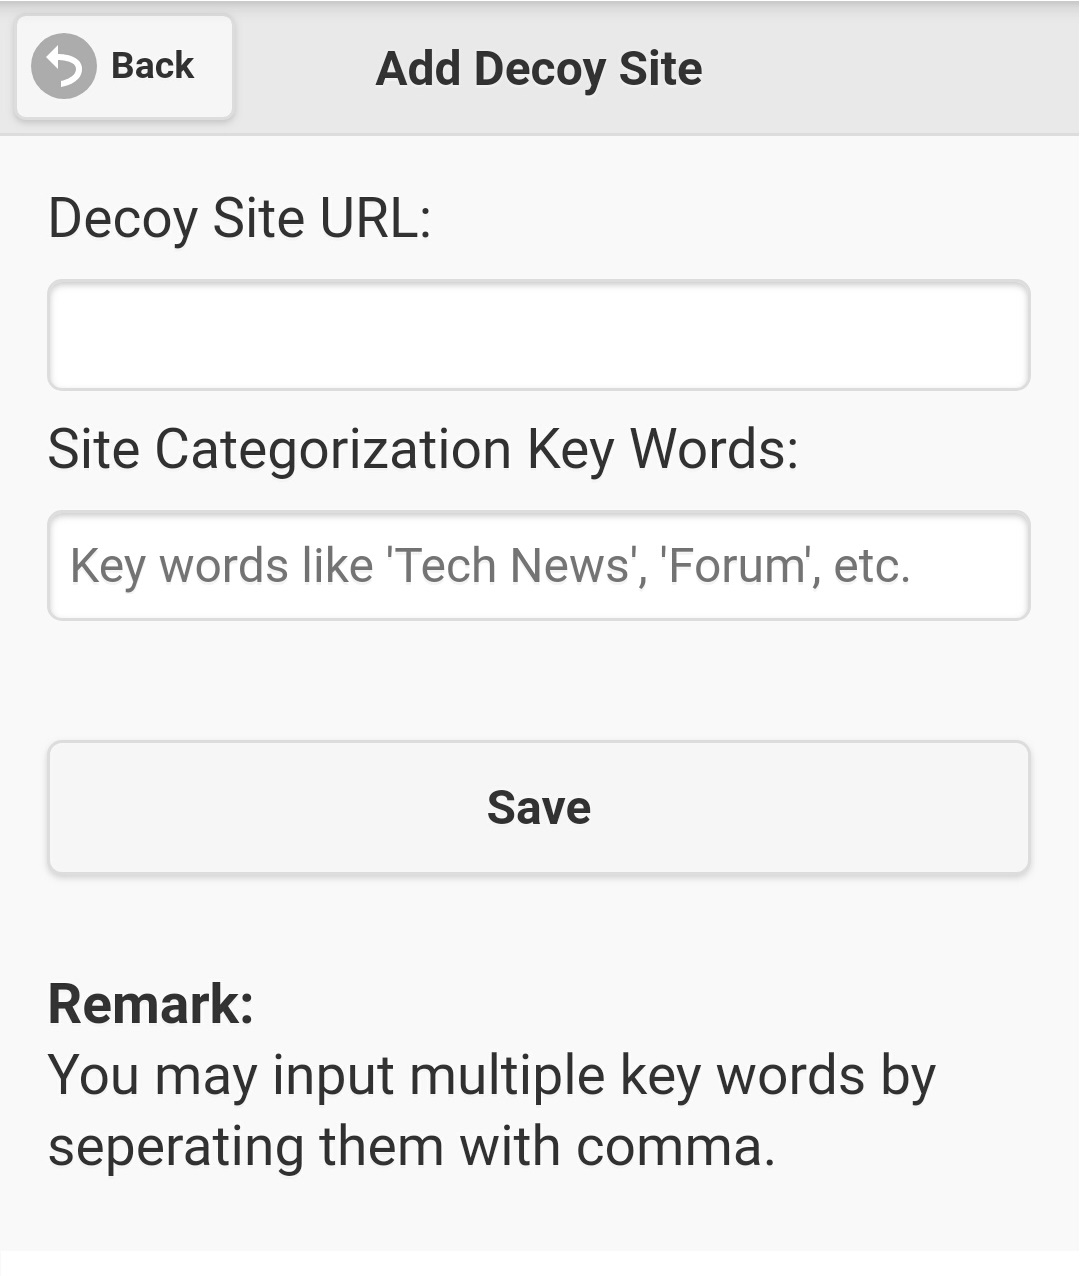 Back
Add Decoy Site
Decoy Site URL:
Site Categorization Key Words:
Key words like 'Tech News', 'Forum', etc.
Save
Remark:
You may input multiple key words by
seperating them with comma.